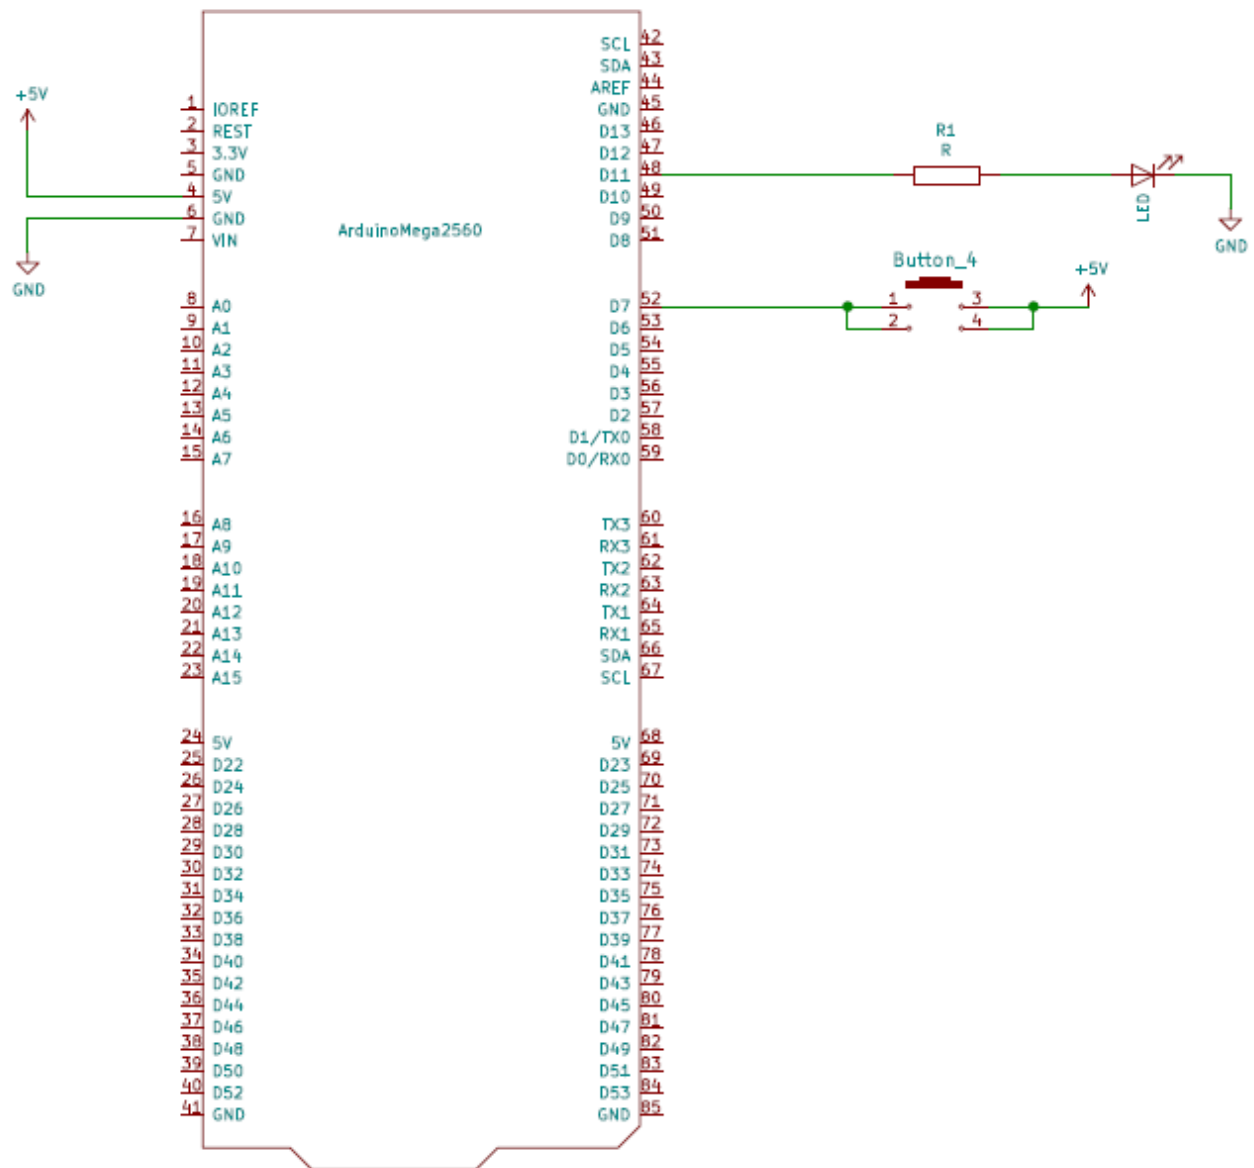 +5V
GND
1 IOREF
2 REST
3 3.3V
5 GND
4 5V
6 GND
7 VIN
8 A0
9 A1
10 A2
11 A3
12 A4
13 A5
14 A6
15 A7
16 A8
17 A9
18 A10
19 A11
20 A12
21 A13
22 A14
23 A15
24 5V
25 D22
26 D24
27 D26
28 D28
29 D30
30 D32
31 D34
32 D36
33 D38
34 D40
35 D42
36 D44
37 D46
38 D48
39 D50
40 D52
41 GND
ArduinoMega2560
SCL 42
SDA 43
AREF 44
GND 45
D13 46
D12 47
D11 48
D10 49
D9 50
D8 51
D7 52
D6 53
D5 54
D4 55
D3 56
D2 57
D1/TX0 58
D0/RX0 59
TX3 60
RX3 61
TX2 62
RX2 63
TX1 64
RX1 65
SDA 66
SCL 67
5V 68
D23 69
D25 70
D27 71
D29 72
D31 73
D33 74
D35 75
D37 76
D39 77
D41 78
D43 79
D45 80
D47 81
D49 82
D51 83
D53 84
GND 85
R1
R
LED
GND
Button_4
1 3
2 4
+5V